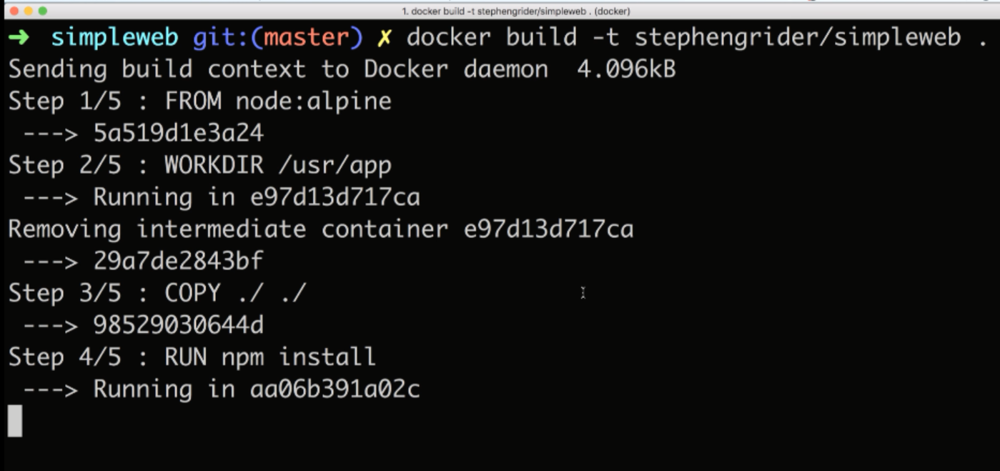 1. docker build -t stephengrider/simpleweb . (docker)
➜ simpleweb git:(master) ✗ docker build -t stephengrider/simpleweb .
Sending build context to Docker daemon  4.096kB
Step 1/5 : FROM node:alpine
 ---> 5a519d1e3a24
Step 2/5 : WORKDIR /usr/app
 ---> Running in e97d13d717ca
Removing intermediate container e97d13d717ca
 ---> 29a7de2843bf
Step 3/5 : COPY ./ ./
 ---> 98529030644d
Step 4/5 : RUN npm install
 ---> Running in aa06b391a02c